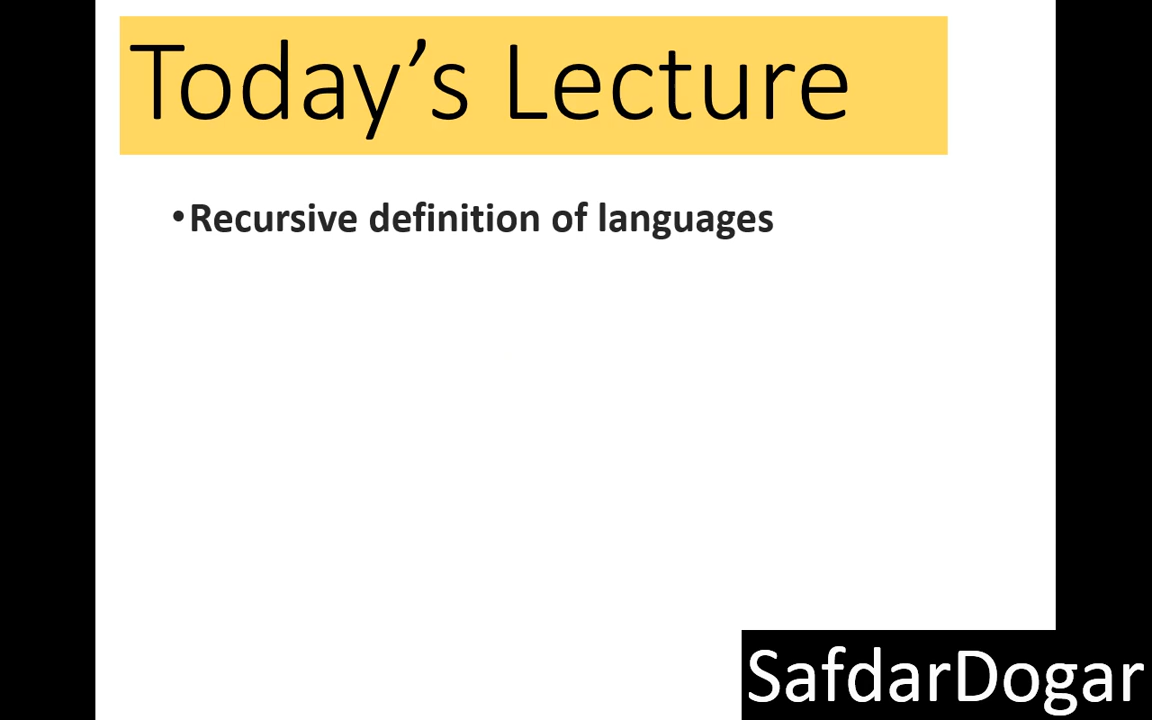 Today’s Lecture
•Recursive definition of languages
SafdarDogar